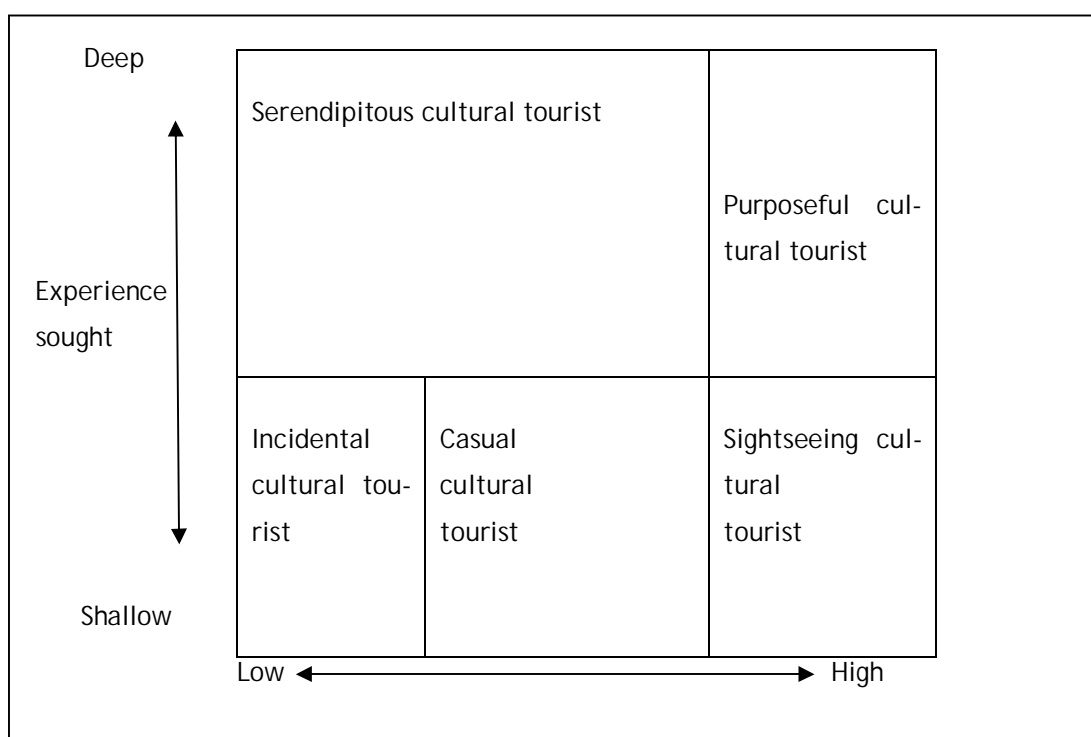 Deep
Serendipitous cultural tourist
Purposeful cul-
tural tourist
Experience
sought
Incidental
cultural tou-
rist
Casual
cultural
tourist
Sightseeing cul-
tural
tourist
Shallow
Low
High